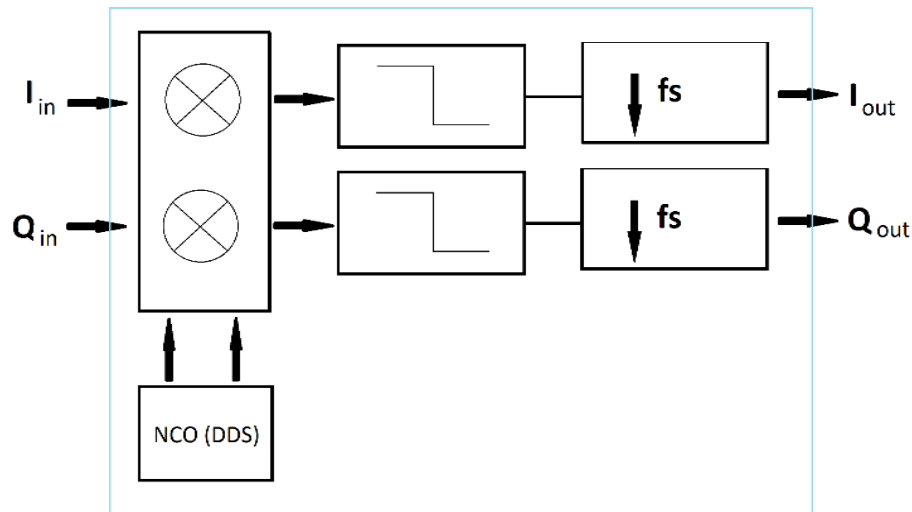 I in
fs
I out
Q in
fs
Q out
NCO (DDS)